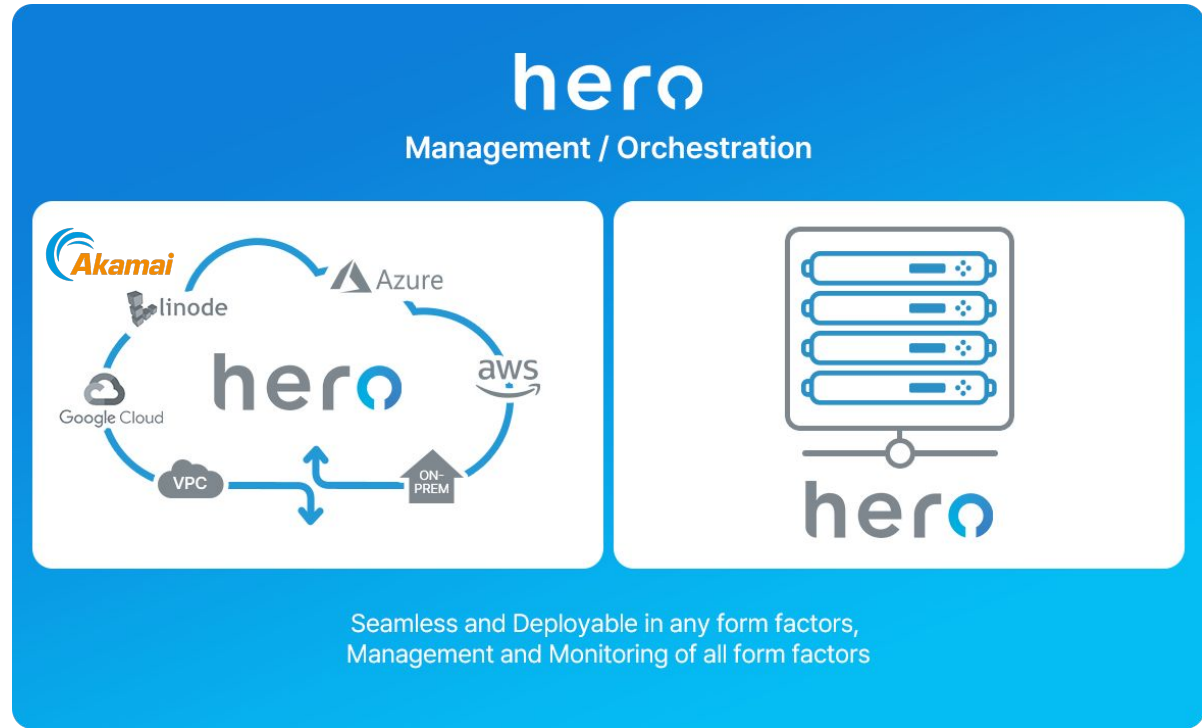 hero
Management / Orchestration
Akamai
linode
Azure
aws
Google Cloud
hero
VPC
ON-
PREM
hero
Seamless and Deployable in any form factors,
Management and Monitoring of all form factors